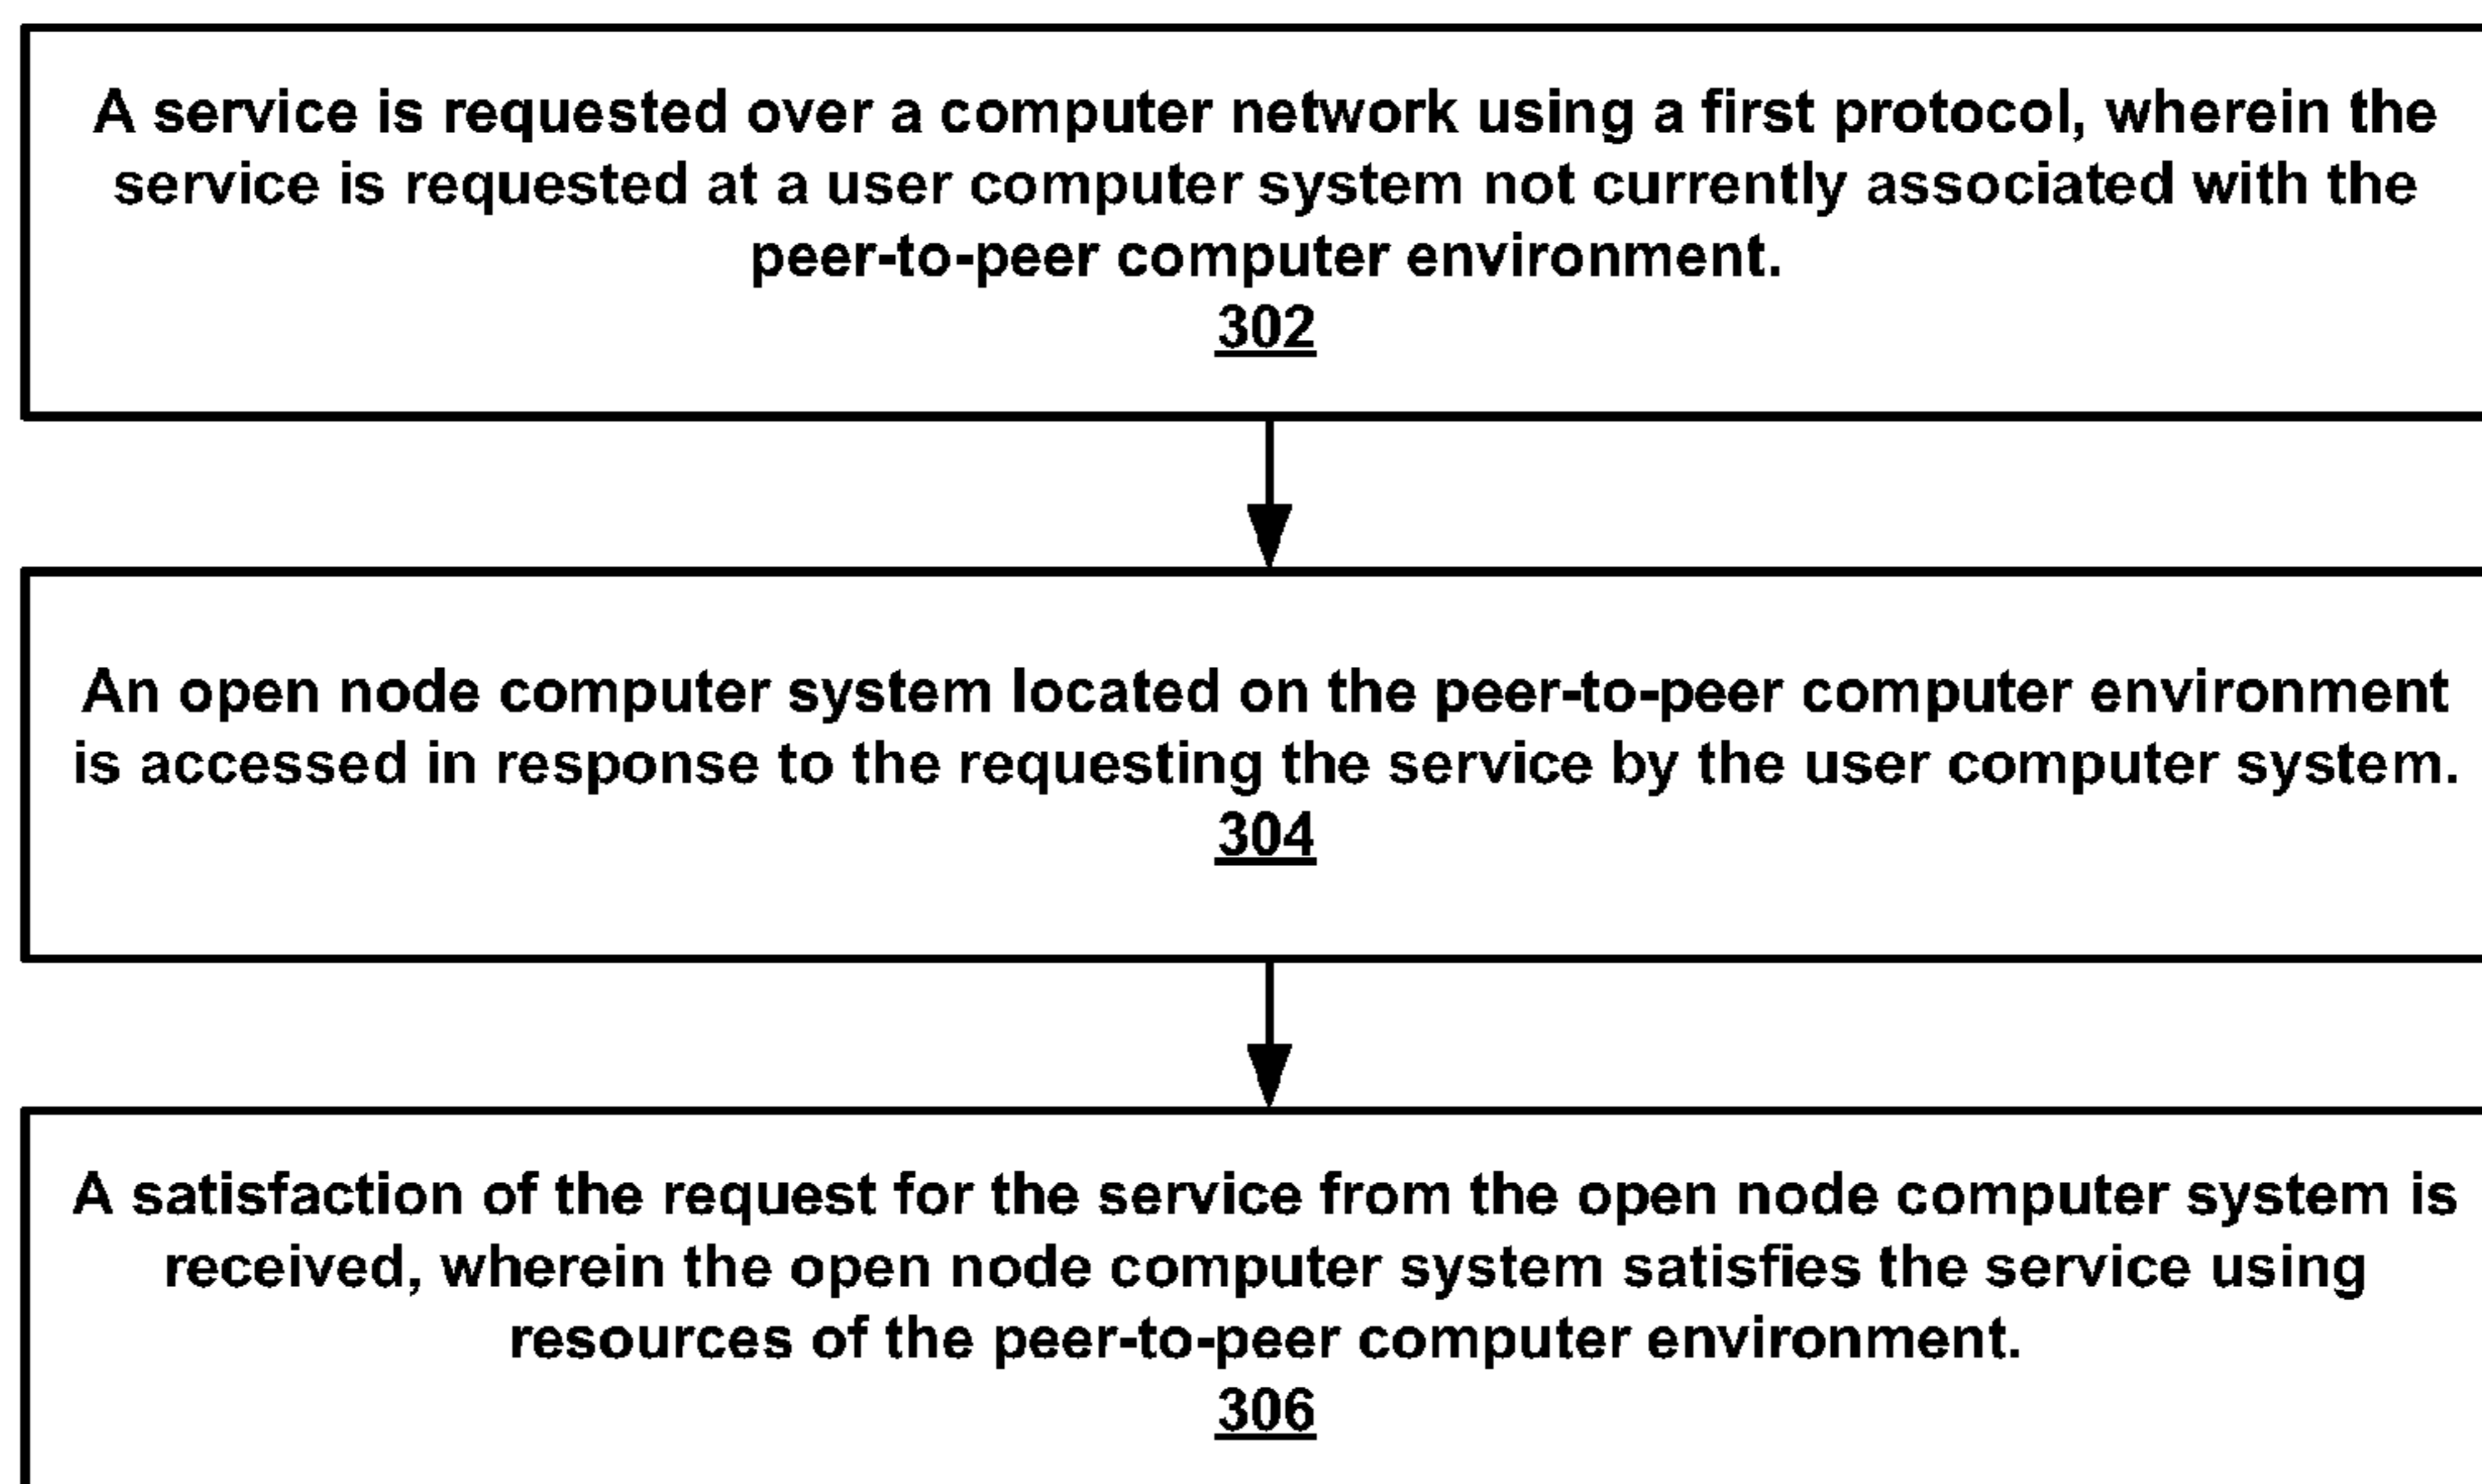 A service is requested over a computer network using a first protocol, wherein the
service is requested at a user computer system not currently associated with the
peer-to-peer computer environment.
302
An open node computer system located on the peer-to-peer computer environment
is accessed in response to the requesting the service by the user computer system.
304
A satisfaction of the request for the service from the open node computer system is
received, wherein the open node computer system satisfies the service using
resources of the peer-to-peer computer environment.
306